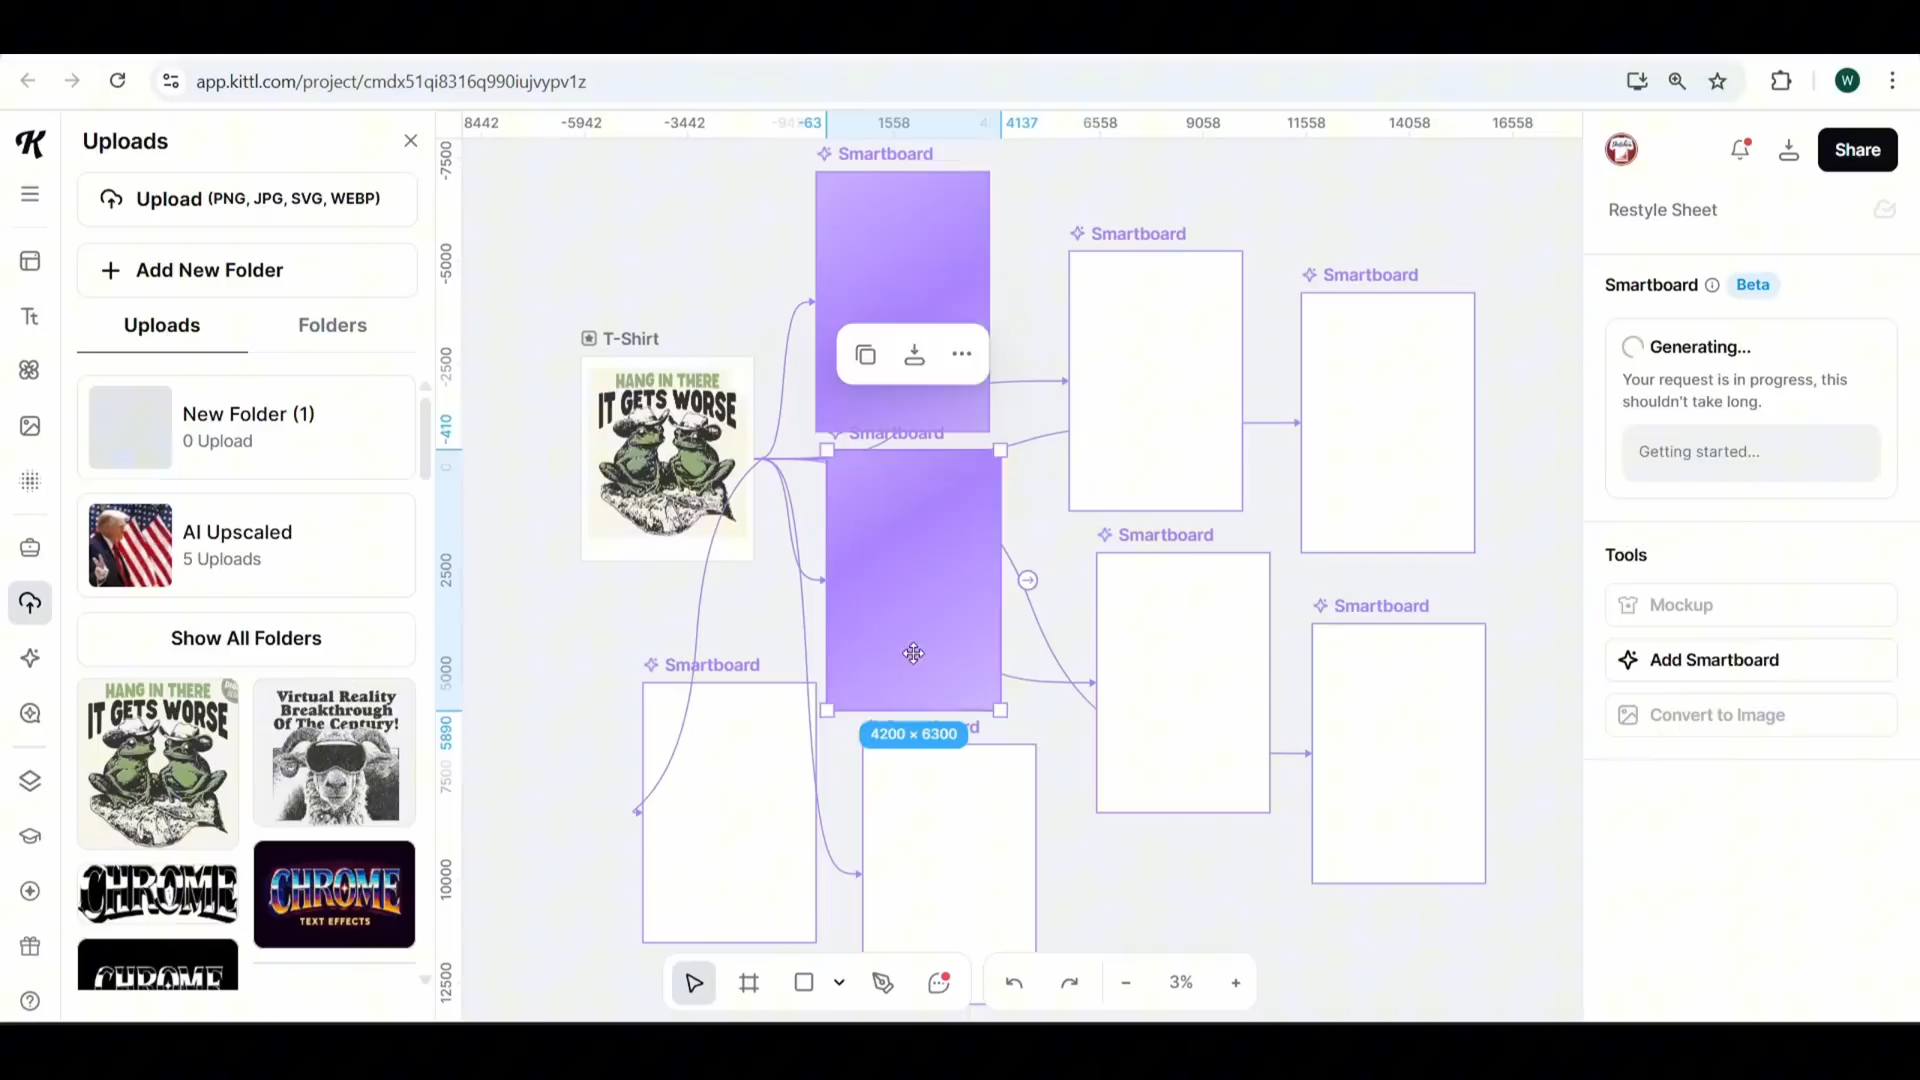 app.kittl.com/project/cmdx51qi8316q990iujvypv1z
W
Uploads
Upload (PNG, JPG, SVG, WEBP)
Add New Folder
Uploads
Folders
New Folder (1)
0 Upload
AI Upscaled
5 Uploads
Show All Folders
HANG IN THERE
IT GETS WORSE
Virtual Reality
Breakthrough
Of The Century!
CHROME
CHROME
TEXT EFFECTS
CHROME
-8442
-5942
-3442
-63
1558
4137
6558
9058
11558
14058
16558
-7500
-5000
-2500
-410
0
2500
5000
5890
7500
10000
12500
T-Shirt
HANG IN THERE
IT GETS WORSE
Smartboard
Smartboard
Smartboard
Smartboard
Smartboard
Smartboard
Smartboard
4200 × 6300
3%
Share
Restyle Sheet
Smartboard
Beta
Generating...
Your request is in progress, this
shouldn't take long.
Getting started...
Tools
Mockup
Add Smartboard
Convert to Image